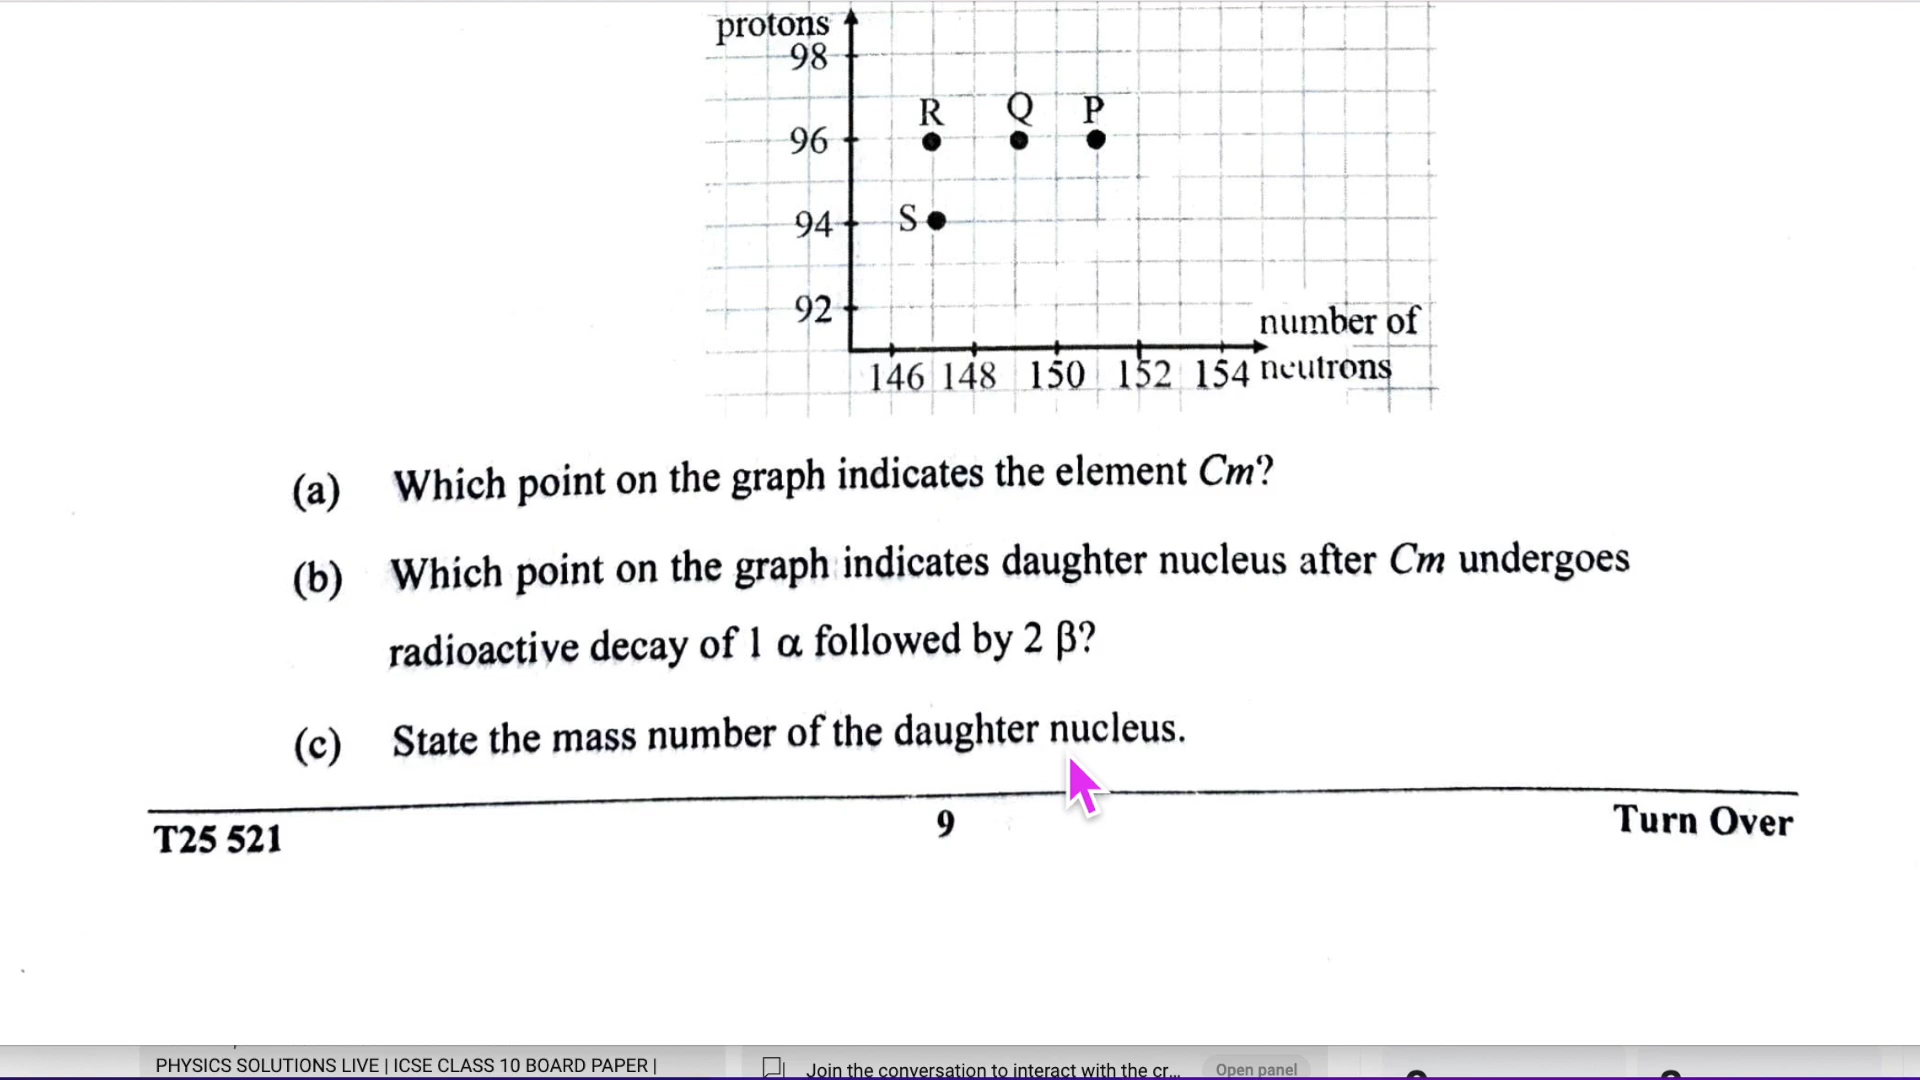 protons
98
R Q P
96
94 S
92
number of
146 148 150 152 154 neutrons
(a) Which point on the graph indicates the element Cm?
(b) Which point on the graph indicates daughter nucleus after Cm undergoes
radioactive decay of 1 α followed by 2 β?
(c) State the mass number of the daughter nucleus.
T25 521 9 Turn Over
PHYSICS SOLUTIONS LIVE | ICSE CLASS 10 BOARD PAPER |
Join the conversation to interact with the cr... Open panel